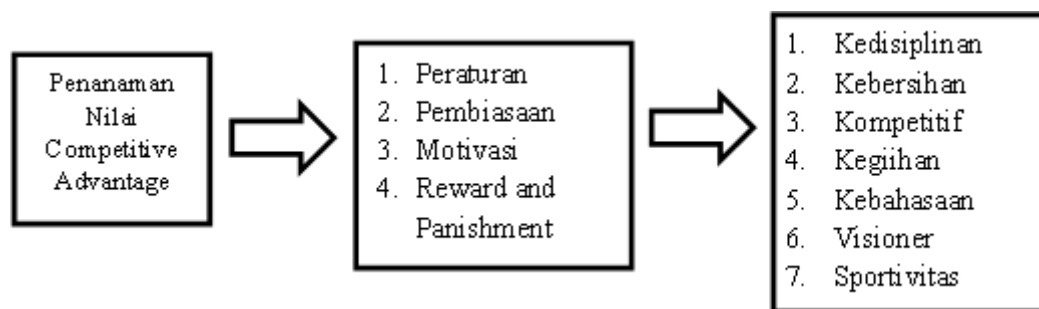 Penanaman
Nilai
Competitive
Advantage
1. Peraturan
2. Pembiasaan
3. Motivasi
4. Reward and
Panishment
1. Kedisiplinan
2. Kebersihan
3. Kompetitif
4. Kegiihan
5. Kebahasaan
6. Visioner
7. Sportivitas